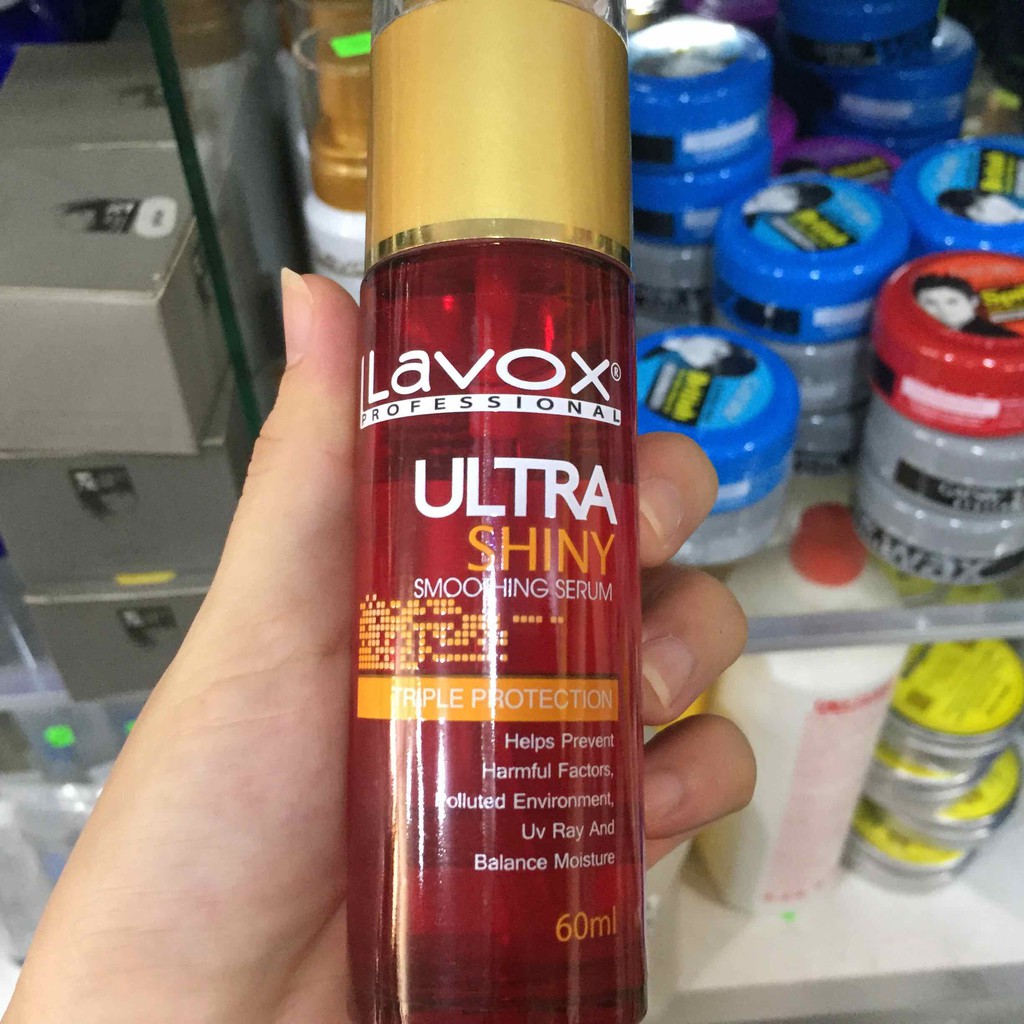 Lavox®
PROFESSIONAL
ULTRA
SHINY
SMOOTHING SERUM
TRIPLE PROTECTION
Helps Prevent
Harmful Factors,
Polluted Environment,
Uv Ray And
Balance Moisture
60ml